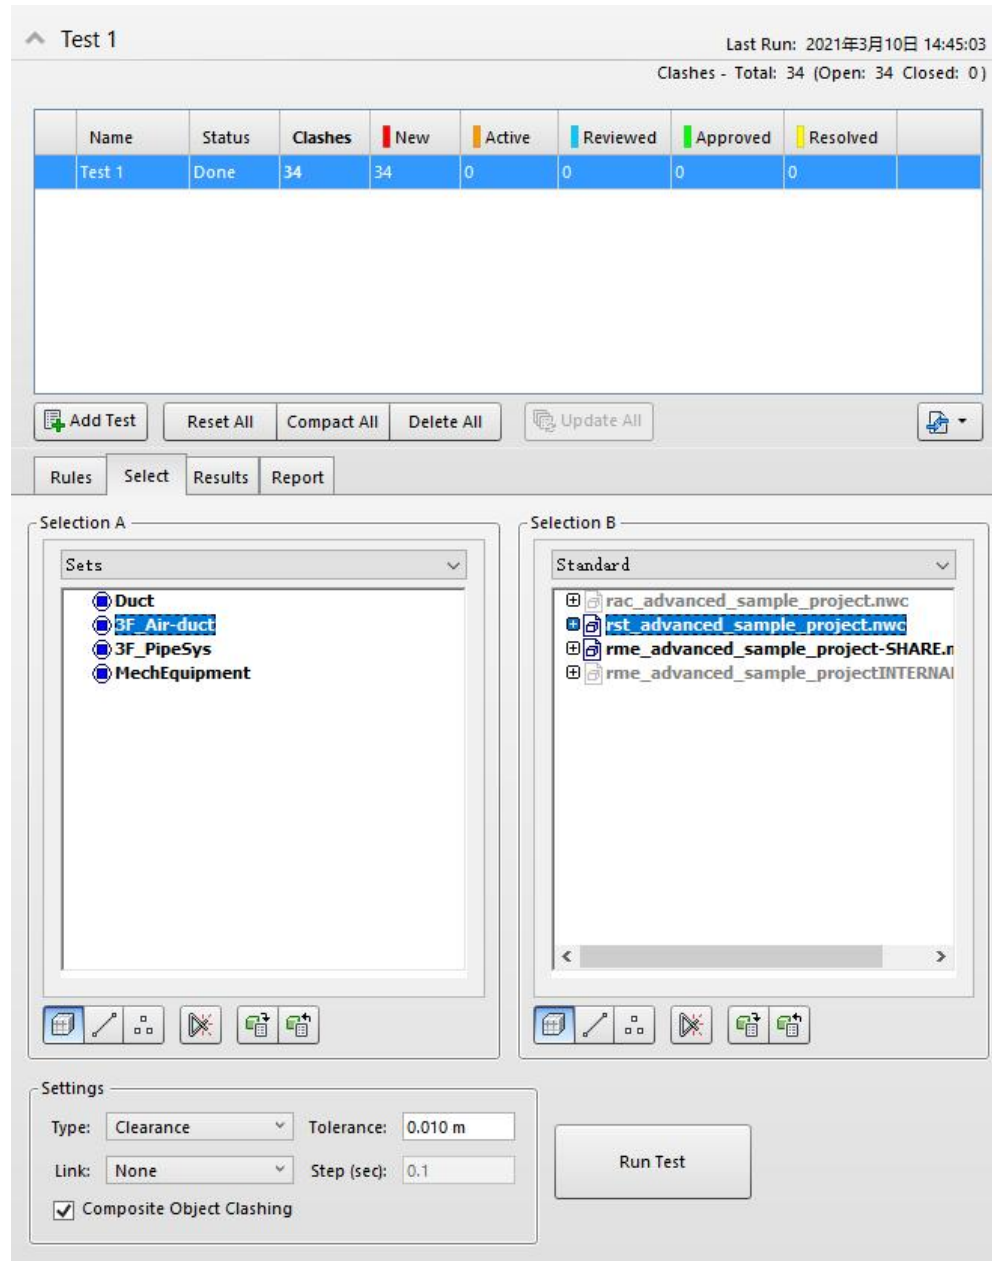 Test 1
Last Run: 2021年3月10日 14:45:03
Clashes - Total: 34 (Open: 34 Closed: 0)
Name Status Clashes New Active Reviewed Approved Resolved
Test 1 Done 34 34 0 0 0 0
Add Test Reset All Compact All Delete All Update All
Rules Select Results Report
Selection A
Sets
Duct
3F_Air-duct
3F_PipeSys
MechEquipment
Selection B
Standard
rac_advanced_sample_project.nwc
rst_advanced_sample_project.nwc
rme_advanced_sample_project-SHARE.n
rme_advanced_sample_projectINTERNA
Settings
Type: Clearance Tolerance: 0.010 m
Link: None Step (sec): 0.1
Composite Object Clashing
Run Test